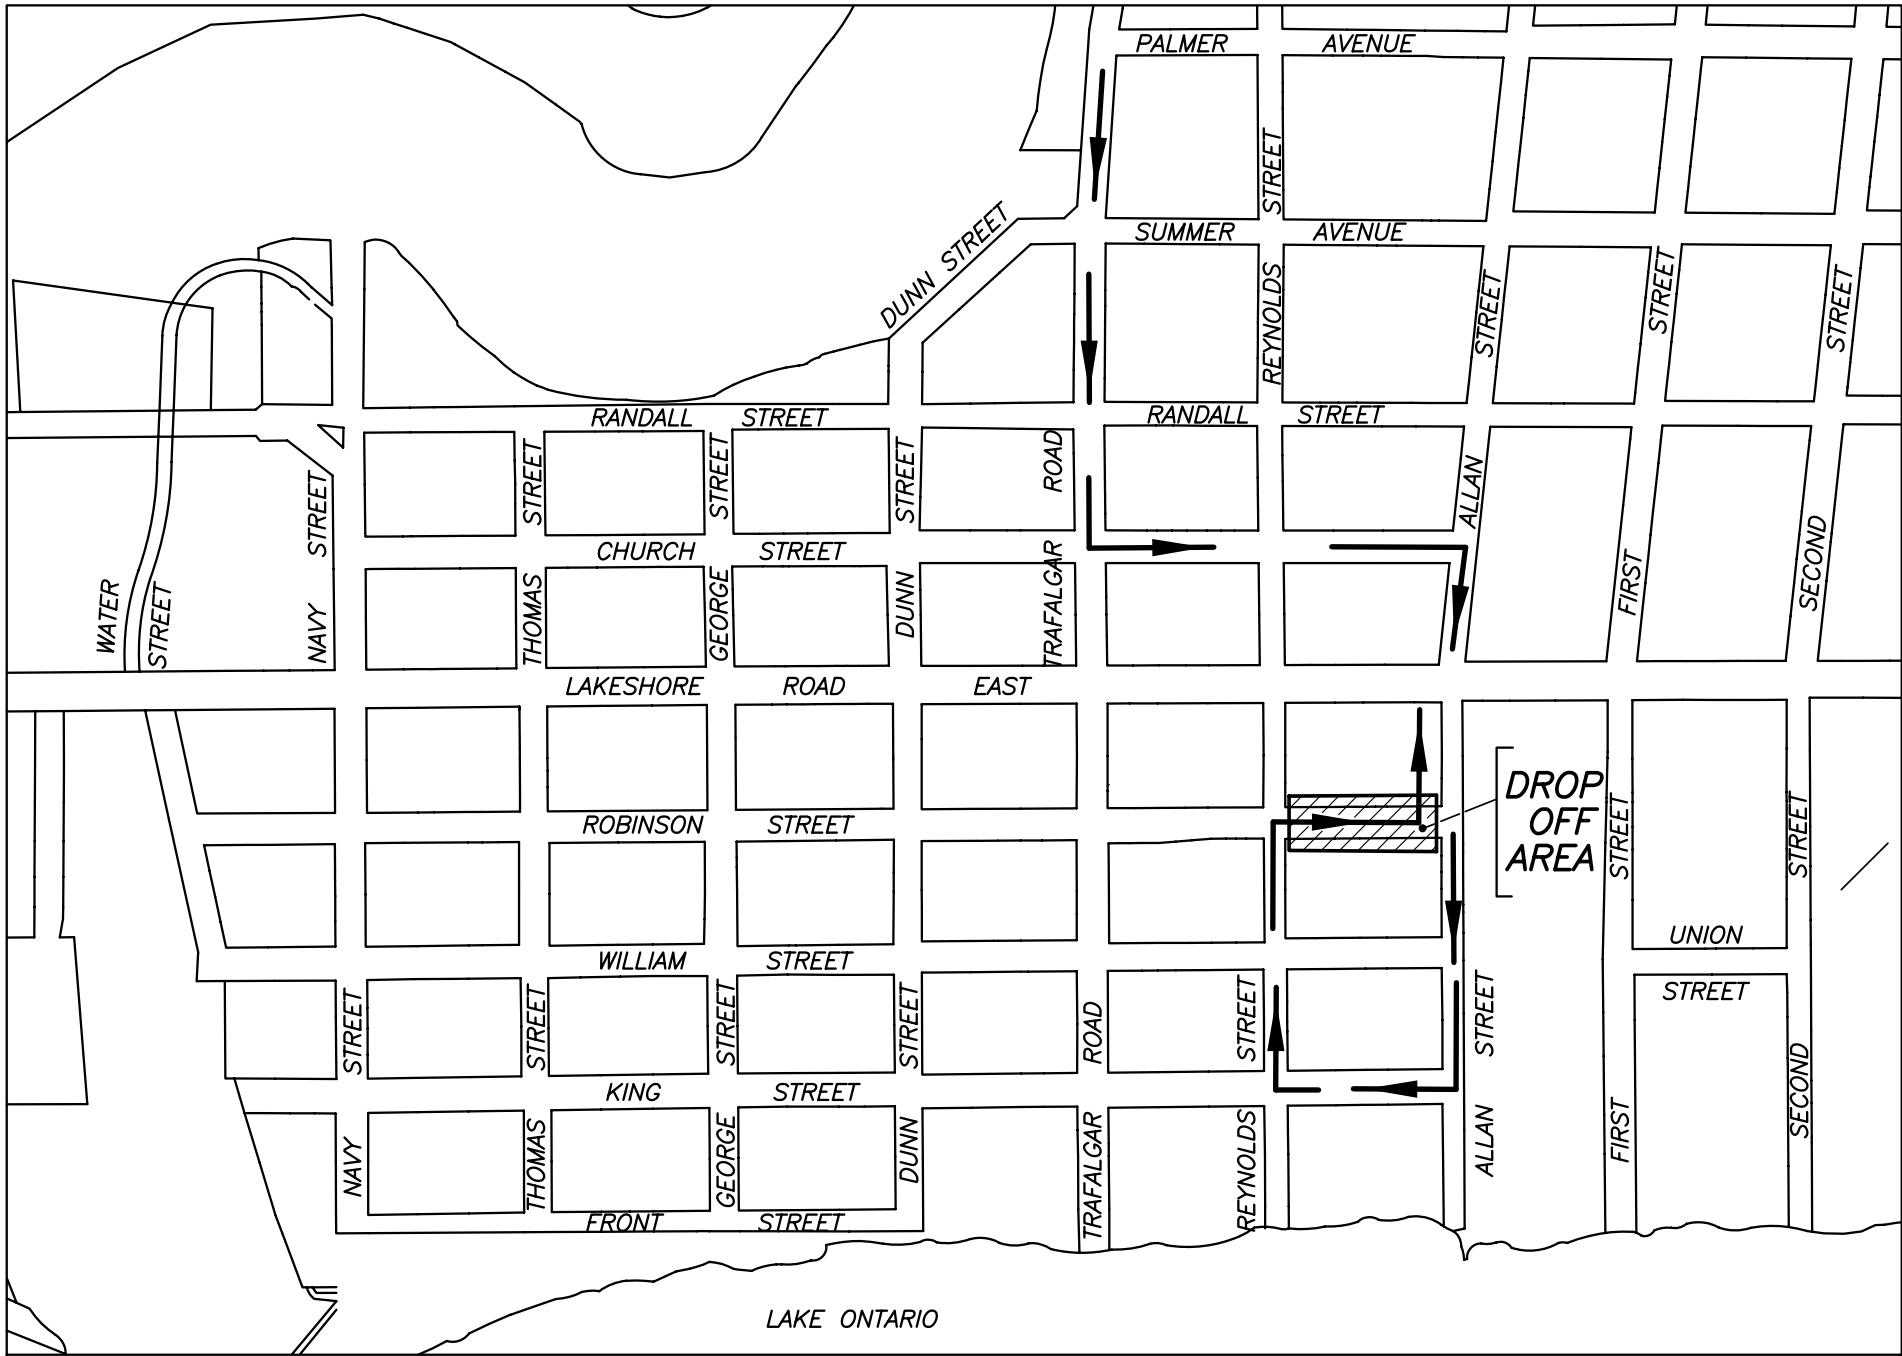 PALMER AVENUE
STREET
SUMMER AVENUE
DUNN STREET
REYNOLDS
STREET
STREET
STREET
RANDALL STREET
RANDALL STREET
STREET
STREET
STREET
ROAD
ALLAN
NAVY STREET
CHURCH STREET
WATER
STREET
THOMAS
GEORGE
DUNN
TRAFALGAR
FIRST
SECOND
LAKESHORE ROAD EAST
DROP
OFF
AREA
ROBINSON STREET
STREET
STREET
UNION
STREET
WILLIAM STREET
STREET
STREET
STREET
STREET
ROAD
STREET
STREET
KING STREET
NAVY
THOMAS
GEORGE
DUNN
TRAFALGAR
REYNOLDS
ALLAN
FIRST
SECOND
FRONT STREET
LAKE ONTARIO